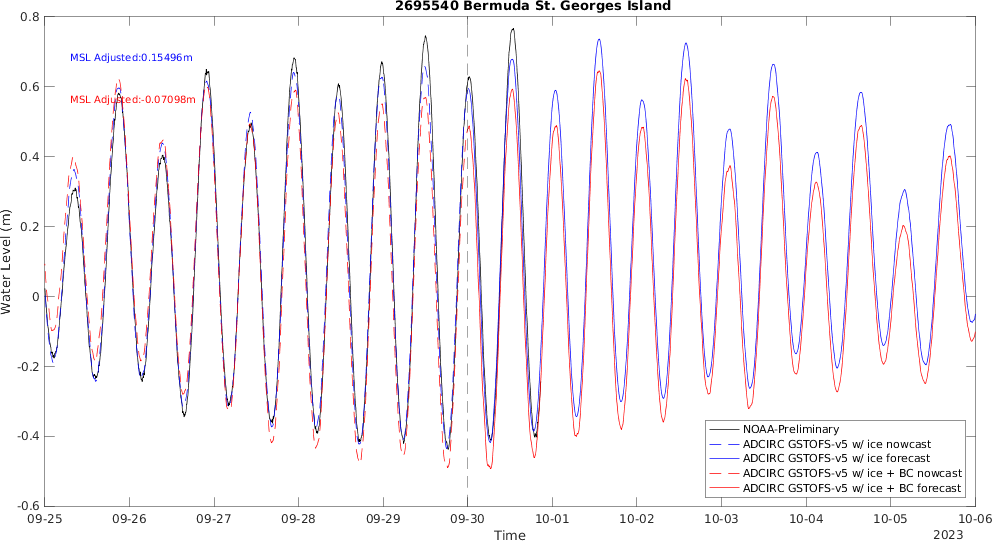 2695540 Bermuda St. Georges Island
MSL Adjusted:0.15496m
MSL Adjusted:-0.07098m
Water Level (m)
0.8
0.6
0.4
0.2
0
-0.2
-0.4
-0.6
NOAA-Preliminary
ADCIRC GSTOFS-v5 w/ ice nowcast
ADCIRC GSTOFS-v5 w/ ice forecast
ADCIRC GSTOFS-v5 w/ ice + BC nowcast
ADCIRC GSTOFS-v5 w/ ice + BC forecast
09-25 09-26 09-27 09-28 09-29 09-30 10-01 10-02 10-03 10-04 10-05 10-06
Time
2023